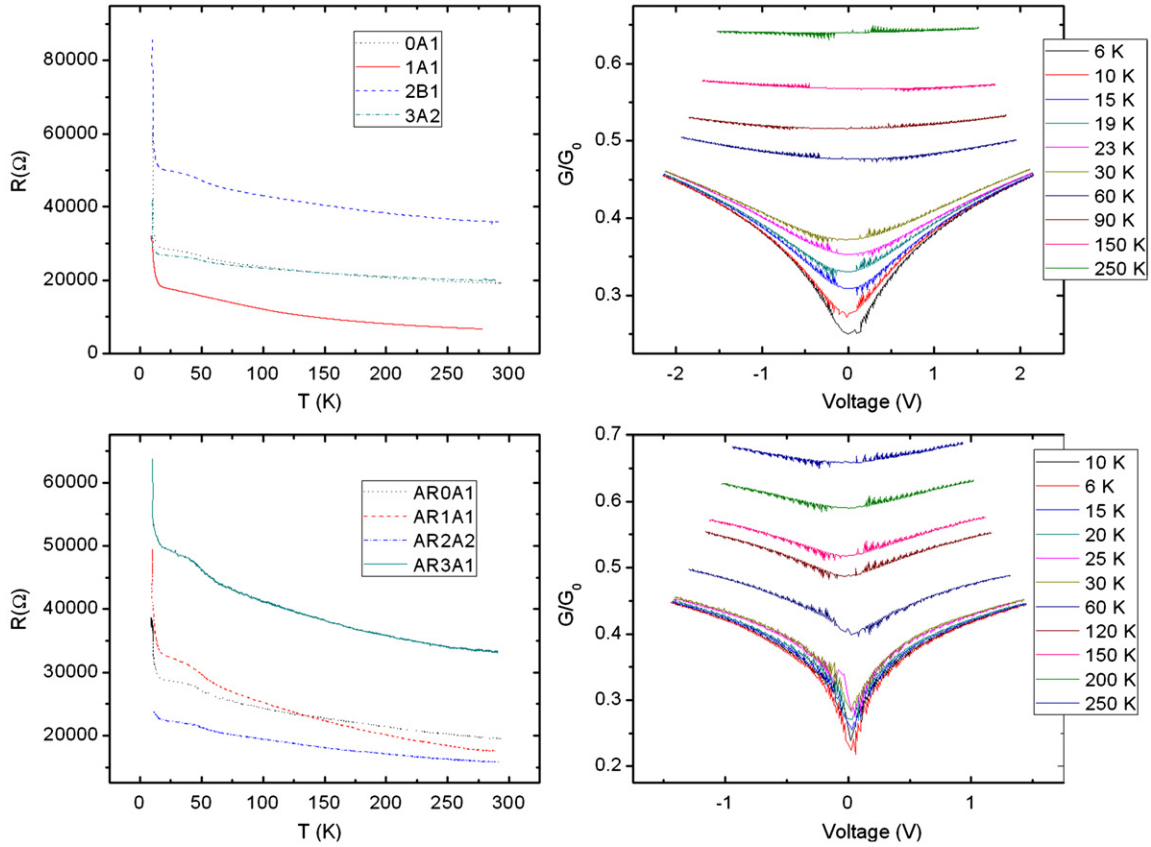 80000
60000
40000
20000
0
R(Ω)
0 50 100 150 200 250 300
T (K)
0A1
1A1
2B1
3A2
0.6
0.5
0.4
0.3
G/G0
-2 -1 0 1 2
Voltage (V)
6 K
10 K
15 K
19 K
23 K
30 K
60 K
90 K
150 K
250 K
60000
50000
40000
30000
20000
R(Ω)
0 50 100 150 200 250 300
T (K)
AR0A1
AR1A1
AR2A2
AR3A1
0.7
0.6
0.5
0.4
0.3
0.2
G/G0
-1 0 1
Voltage (V)
10 K
6 K
15 K
20 K
25 K
30 K
60 K
120 K
150 K
200 K
250 K